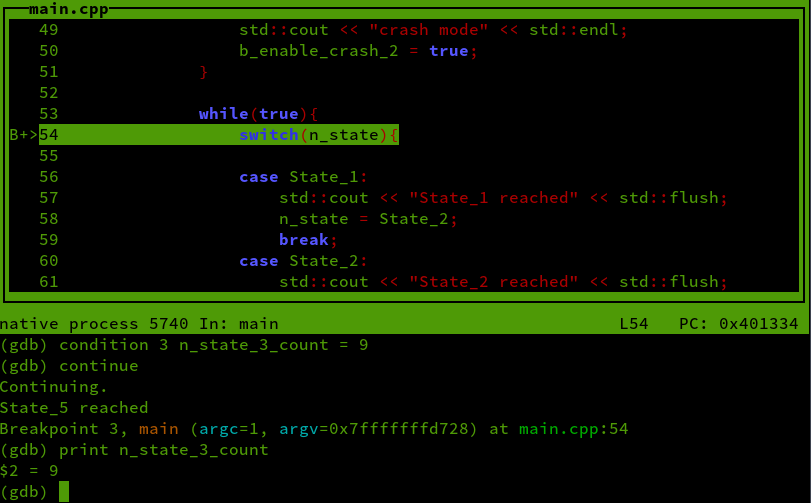 main.cpp
49 std::cout << "crash mode" << std::endl;
50 b_enable_crash_2 = true;
51 }
52
53 while(true){
B+>54 switch(n_state){
55
56 case State_1:
57 std::cout << "State_1 reached" << std::flush;
58 n_state = State_2;
59 break;
60 case State_2:
61 std::cout << "State_2 reached" << std::flush;
native process 5740 In: main L54 PC: 0x401334
(gdb) condition 3 n_state_3_count = 9
(gdb) continue
Continuing.
State_5 reached
Breakpoint 3, main (argc=1, argv=0x7fffffffd728) at main.cpp:54
(gdb) print n_state_3_count
$2 = 9
(gdb)